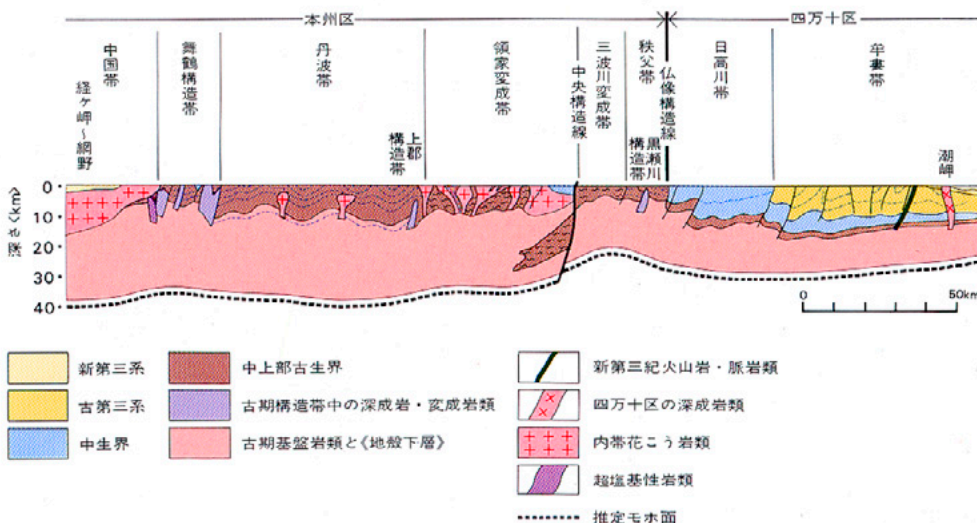 本州区
四万十区
中国帯
舞鶴構造帯
丹波帯
領家変成帯
中央構造線
三波川変成帯
秩父帯
仏像構造線
日高川帯
牟婁帯
経ヶ岬〜網野
上郡構造帯
黒瀬川構造帯
潮岬
深さ〈km〉
0
10
20
30
40
0 50km
新第三系
古第三系
中生界
中上部古生界
古期構造帯中の深成岩・変成岩類
古期基盤岩類と《地殻下層》
新第三紀火山岩・脈岩類
四万十区の深成岩類
内帯花こう岩類
超塩基性岩類
推定モホ面